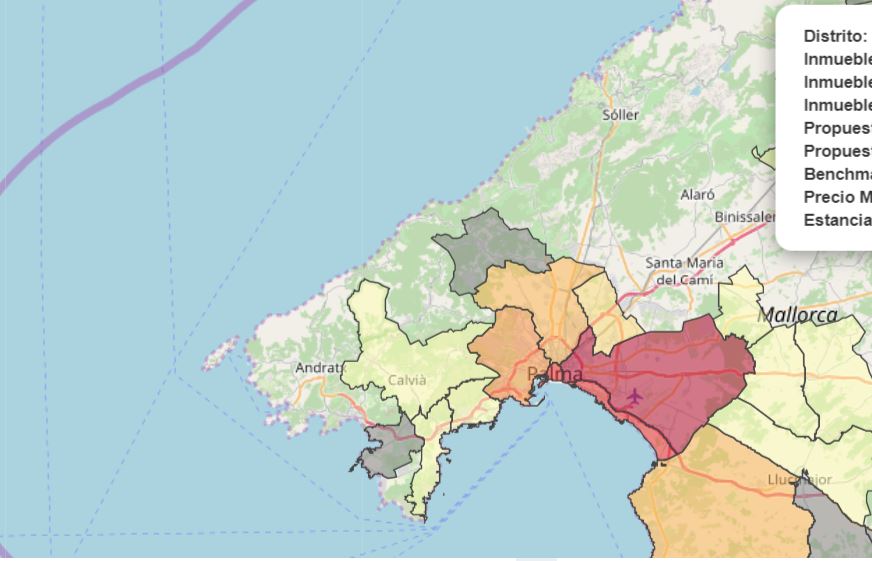 Distrito:
Inmueble
Inmueble
Inmueble
Propuest
Propuest
Benchma
Precio M
Estancia
Sóller
Alaró
Binissalem
Santa Maria
del Camí
Mallorca
Andratx
Calvià
Palma
Llucmajor